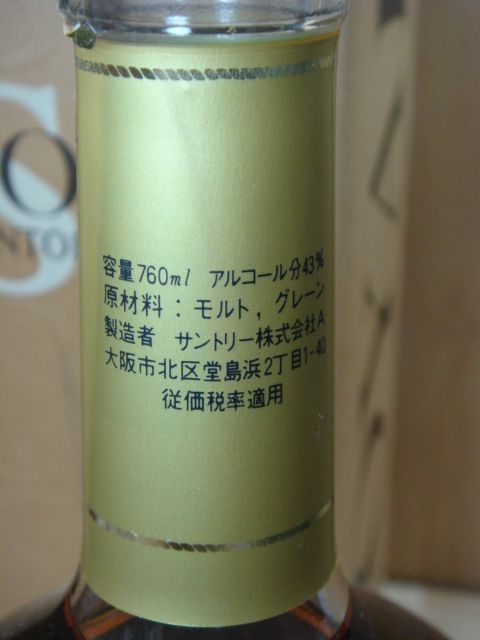 容量760ml アルコール分43%
原材料：モルト，グレーン
製造者 サントリー株式会社A
大阪市北区堂島浜2丁目1-40
従価税率適用